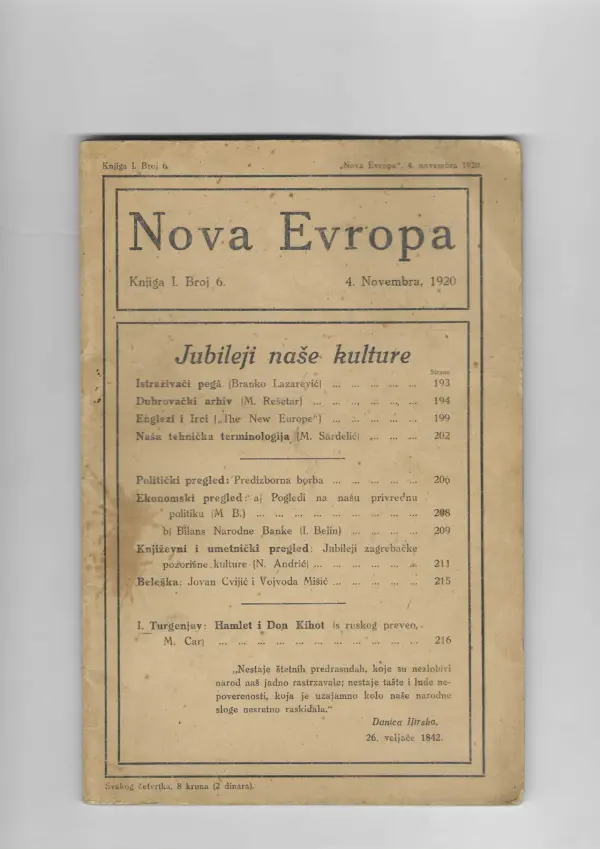 Knjiga I. Broj 6. „Nova Evropa“, 4. novembra 1920.
Nova Evropa
Knjiga I. Broj 6. 4. Novembra, 1920
Jubileji naše kulture
Strana
Istraživači pegâ (Branko Lazarević) ... ... ... ... ... 193
Dubrovački arhiv (M. Rešetar) ... ... ... ... ... ... 194
Englezi i Irci („The New Europe“) ... ... ... ... ... 199
Naša tehnička terminologija (M. Sardelić) ... ... ... 202
Politički pregled: Predizborna borba ... ... ... ... ... 206
Ekonomski pregled: a) Pogledi na našu privrednu
politiku (M B.) ... ... ... ... ... ... ... ... ... 208
b) Bilans Narodne Banke (I. Belin) ... ... ... ... 209
Književni i umetnički pregled: Jubileji zagrebačke
pozorišne kulture (N. Andrić) ... ... ... ... ... ... 211
Beleška: Jovan Cvijić i Vojvoda Mišić ... ... ... ... ... 215
I. Turgenjev: Hamlet i Don Kihot (s ruskog preveo,
M. Car) ... ... ... ... ... ... ... ... ... ... ... 216
„Nestaje štetnih predrasudah, koje su nezlobivi
narod naš jadno rastrzavale; nestaje tašte i lude ne-
poverenosti, koja je uzajamno kolo naše narodne
sloge nesretno raskidala.“
Danica Ilirska,
26. veljače 1842.
Svakog četvrtka, 8 kruna (2 dinara).